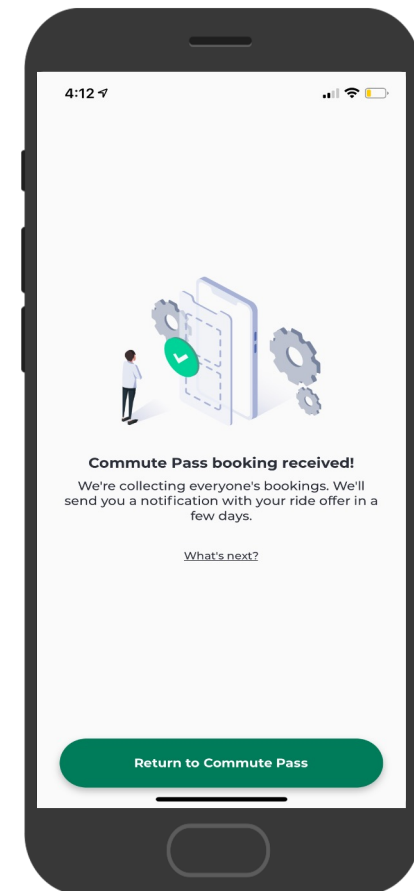 4:12
Commute Pass booking received!
We're collecting everyone's bookings. We'll
send you a notification with your ride offer in a
few days.
What's next?
Return to Commute Pass